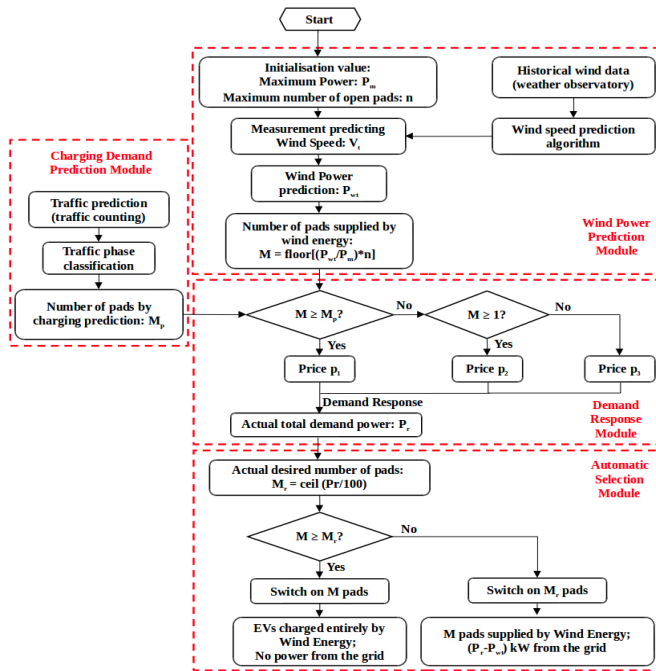 Start
Initialisation value:
Maximum Power: Pm
Maximum number of open pads: n
Historical wind data
(weather observatory)
Measurement predicting
Wind Speed: Vt
Wind speed prediction
algorithm
Charging Demand
Prediction Module
Wind Power
prediction: Pwt
Traffic prediction
(traffic counting)
Number of pads supplied by
wind energy:
M = floor[(Pwt/Pm)*n]
Wind Power
Prediction
Module
Traffic phase
classification
Number of pads by
charging prediction: Mp
M ≥ Mp?
No
M ≥ 1?
No
Yes
Yes
Price p1
Price p2
Price p3
Demand Response
Actual total demand power: Pr
Demand
Response
Module
Actual desired number of pads:
Mr = ceil (Pr/100)
Automatic
Selection
Module
M ≥ Mr?
No
Yes
Switch on M pads
Switch on Mr pads
EVs charged entirely by
Wind Energy;
No power from the grid
M pads supplied by Wind Energy;
(Pr-Pwt) kW from the grid